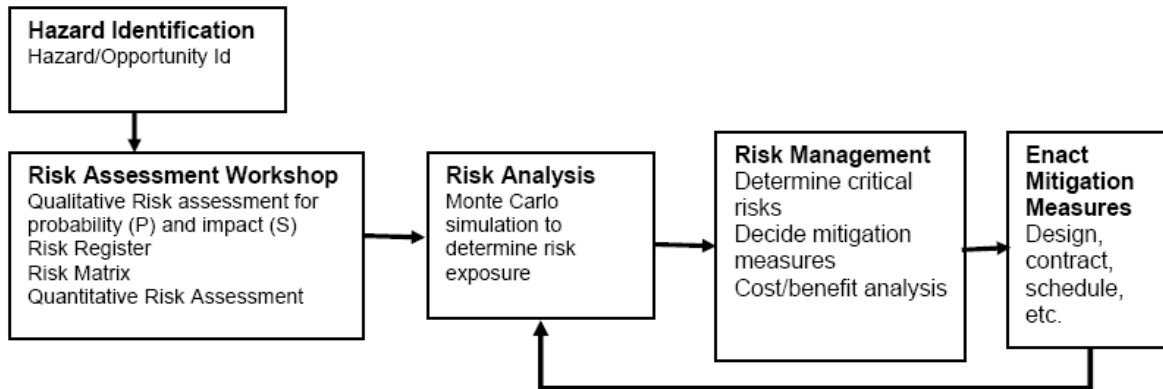 Hazard Identification
Hazard/Opportunity Id
Risk Assessment Workshop
Qualitative Risk assessment for
probability (P) and impact (S)
Risk Register
Risk Matrix
Quantitative Risk Assessment
Risk Analysis
Monte Carlo
simulation to
determine risk
exposure
Risk Management
Determine critical
risks
Decide mitigation
measures
Cost/benefit analysis
Enact
Mitigation
Measures
Design,
contract,
schedule,
etc.